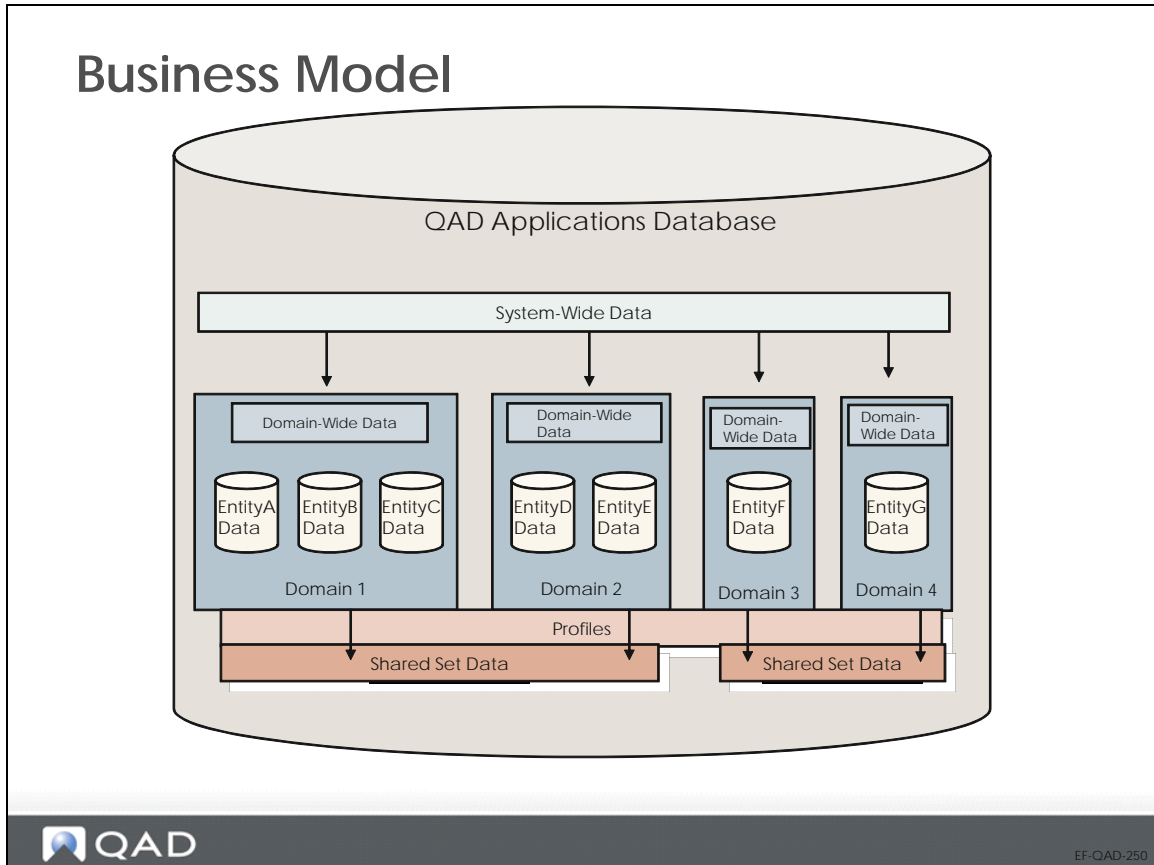 Business Model
QAD Applications Database
System-Wide Data
Domain-Wide Data
Domain-Wide
Data
Domain-
Wide Data
Domain-
Wide Data
EntityA
Data
EntityB
Data
EntityC
Data
EntityD
Data
EntityE
Data
EntityF
Data
EntityG
Data
Domain 1
Domain 2
Domain 3
Domain 4
Profiles
Shared Set Data
Shared Set Data
QAD
EF-QAD-250